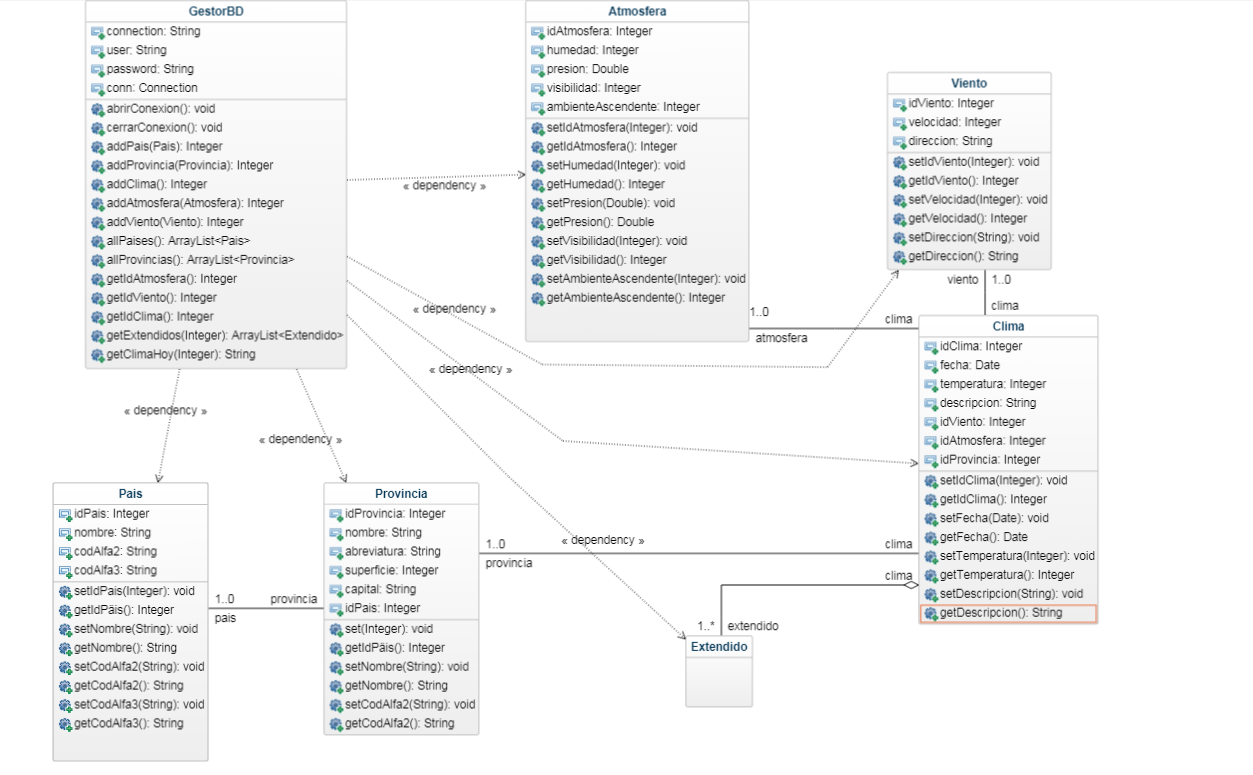 GestorBD
connection: String
user: String
password: String
conn: Connection
abrirConexion(): void
cerrarConexion(): void
addPais(Pais): Integer
addProvincia(Provincia): Integer
addClima(): Integer
addAtmosfera(Atmosfera): Integer
addViento(Viento): Integer
allPaises(): ArrayList<Pais>
allProvincias(): ArrayList<Provincia>
getIdAtmosfera(): Integer
getIdViento(): Integer
getIdClima(): Integer
getExtendidos(Integer): ArrayList<Extendido>
getClimaHoy(Integer): String
« dependency »
Atmosfera
idAtmosfera: Integer
humedad: Integer
presion: Double
visibilidad: Integer
ambienteAscendente: Integer
setIdAtmosfera(Integer): void
getIdAtmosfera(): Integer
setHumedad(Integer): void
getHumedad(): Integer
setPresion(Double): void
getPresion(): Double
setVisibilidad(Integer): void
getVisibilidad(): Integer
setAmbienteAscendente(Integer): void
getAmbienteAscendente(): Integer
Viento
idViento: Integer
velocidad: Integer
direccion: String
setIdViento(Integer): void
getIdViento(): Integer
setVelocidad(Integer): void
getVelocidad(): Integer
setDireccion(String): void
getDireccion(): String
viento 1..0
clima
« dependency »
1..0 clima
atmosfera
« dependency »
Clima
idClima: Integer
fecha: Date
temperatura: Integer
descripcion: String
idViento: Integer
idAtmosfera: Integer
idProvincia: Integer
setIdClima(Integer): void
getIdClima(): Integer
setFecha(Date): void
getFecha(): Date
setTemperatura(Integer): void
getTemperatura(): Integer
setDescripcion(String): void
getDescripcion(): String
« dependency »
« dependency »
Pais
idPais: Integer
nombre: String
codAlfa2: String
codAlfa3: String
setIdPais(Integer): void
getIdPäis(): Integer
setNombre(String): void
getNombre(): String
setCodAlfa2(String): void
getCodAlfa2(): String
setCodAlfa3(String): void
getCodAlfa3(): String
1..0 provincia
pais
Provincia
idProvincia: Integer
nombre: String
abreviatura: String
superficie: Integer
capital: String
idPais: Integer
set(Integer): void
getIdPäis(): Integer
setNombre(String): void
getNombre(): String
setCodAlfa2(String): void
getCodAlfa2(): String
« dependency »
1..0 clima
provincia
clima
1..* extendido
Extendido